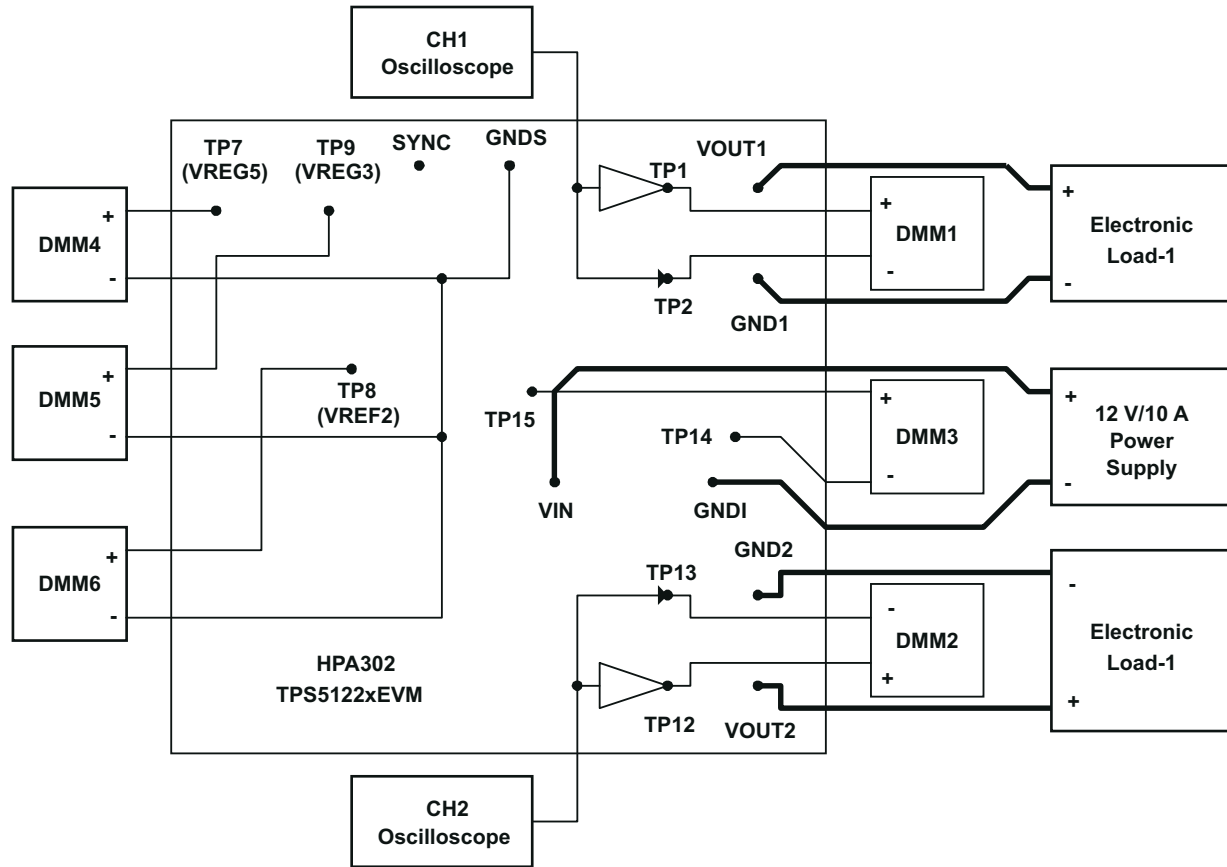 CH1
Oscilloscope
TP7
(VREG5)
TP9
(VREG3)
SYNC
GNDS
TP1
VOUT1
+
DMM4
-
+
DMM1
-
+
Electronic
Load-1
-
TP2
GND1
+
DMM5
-
TP8
(VREF2)
TP15
TP14
+
DMM3
-
+
12 V/10 A
Power
Supply
-
VIN
GNDI
GND2
+
DMM6
-
TP13
-
DMM2
+
-
Electronic
Load-1
+
HPA302
TPS5122xEVM
TP12
VOUT2
CH2
Oscilloscope